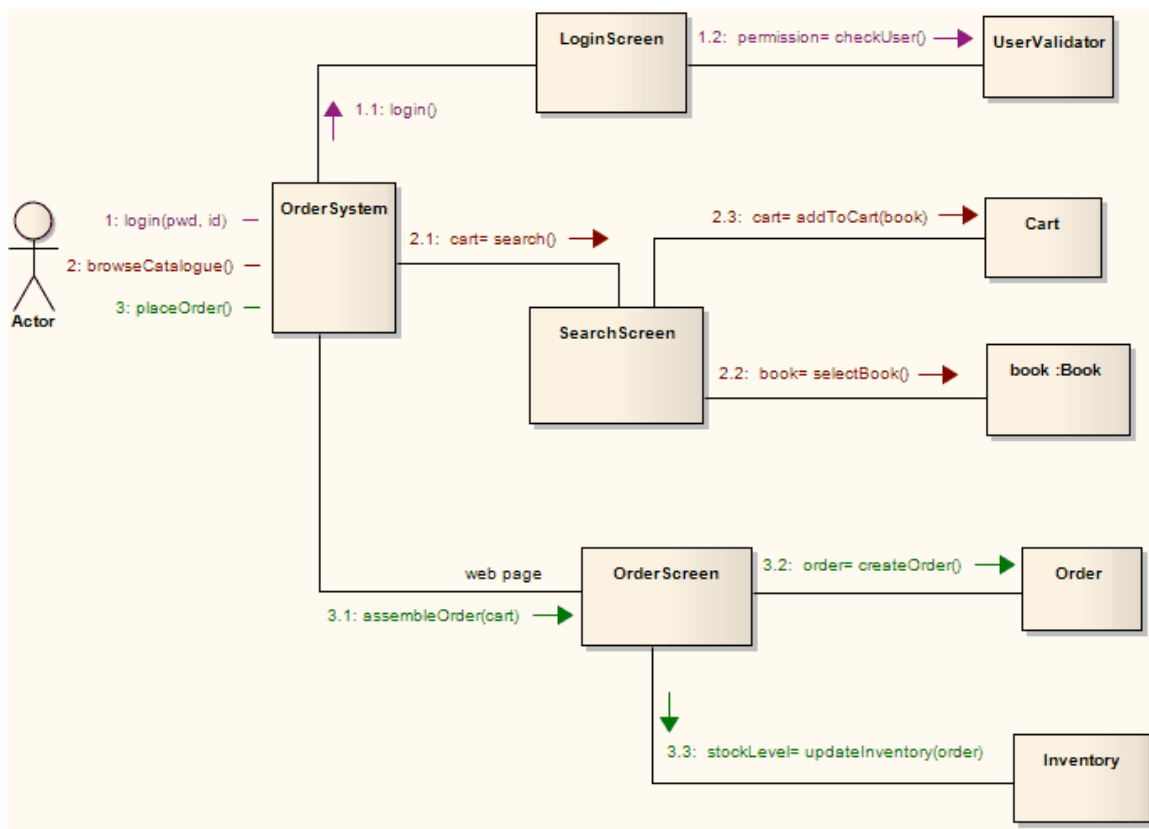 LoginScreen
1.2: permission= checkUser()
UserValidator
1.1: login()
OrderSystem
1: login(pwd, id)
2: browseCatalogue()
3: placeOrder()
Actor
2.1: cart= search()
2.3: cart= addToCart(book)
Cart
SearchScreen
2.2: book= selectBook()
book :Book
web page
3.1: assembleOrder(cart)
OrderScreen
3.2: order= createOrder()
Order
3.3: stockLevel= updateInventory(order)
Inventory